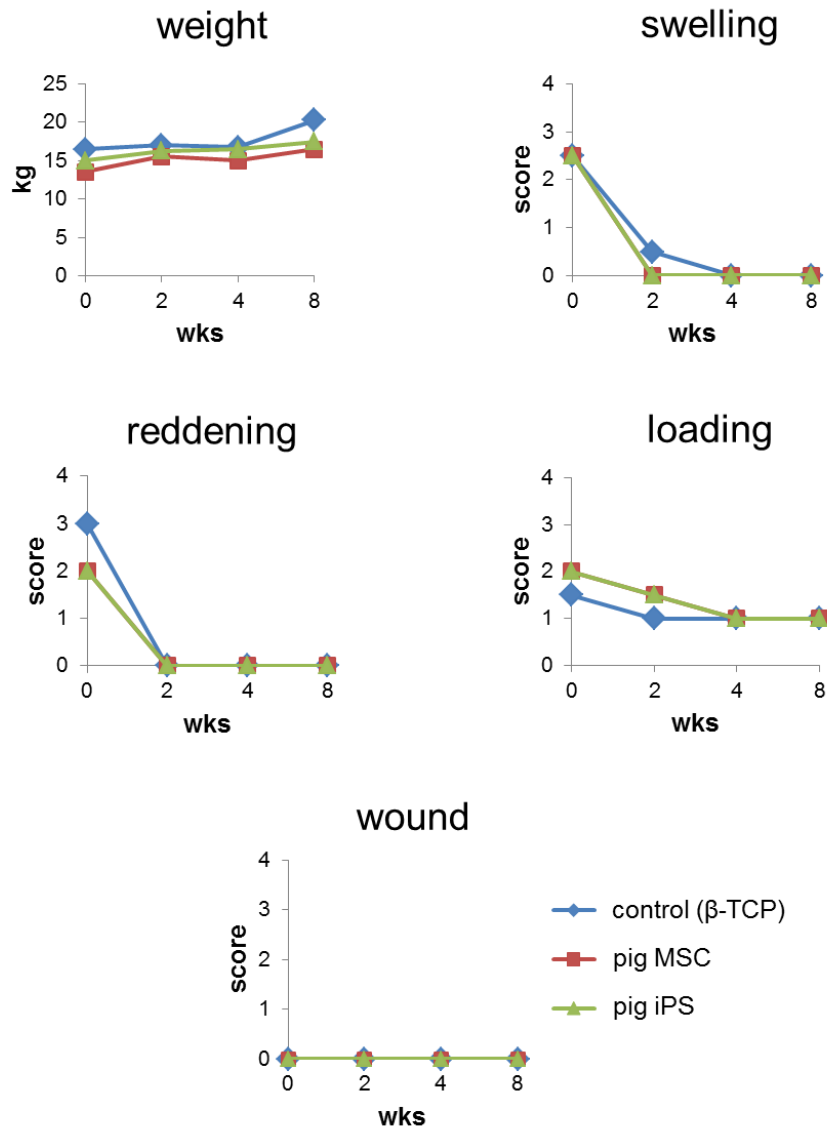 weight
25
20
15
10
5
0
kg
0 2 4 8
wks
swelling
4
3
2
1
0
score
0 2 4 8
wks
reddening
4
3
2
1
0
score
0 2 4 8
wks
loading
4
3
2
1
0
score
0 2 4 8
wks
wound
4
3
2
1
0
score
0 2 4 8
wks
control (β-TCP)
pig MSC
pig iPS